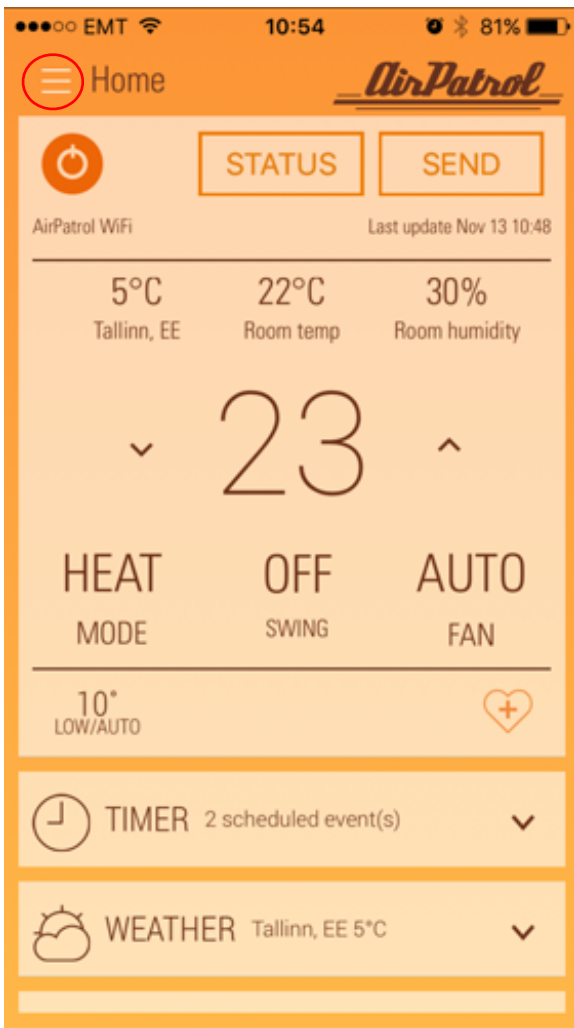 EMT 10:54 81%
Home AirPatrol
STATUS SEND
AirPatrol WiFi Last update Nov 13 10:48
5°C 22°C 30%
Tallinn, EE Room temp Room humidity
23
HEAT OFF AUTO
MODE SWING FAN
10°
LOW/AUTO
TIMER 2 scheduled event(s)
WEATHER Tallinn, EE 5°C